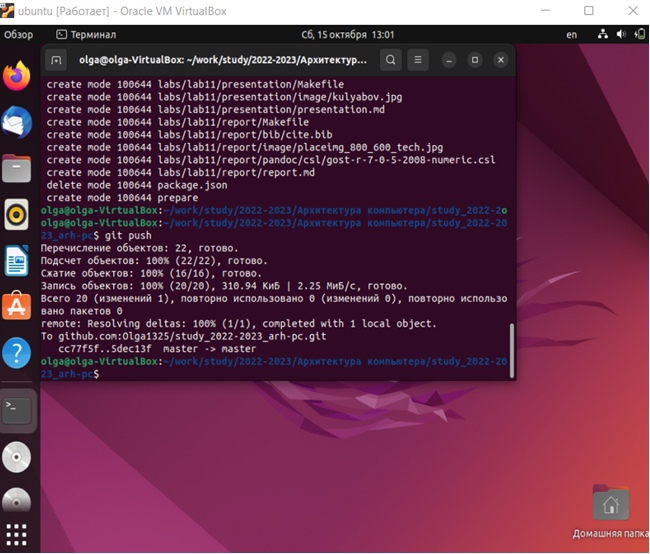 ubuntu [Работает] - Oracle VM VirtualBox
Обзор Терминал Сб, 15 октября 13:01 en
olga@olga-VirtualBox: ~/work/study/2022-2023/Архитектур...
create mode 100644 labs/lab11/presentation/Makefile
create mode 100644 labs/lab11/presentation/image/kulyabov.jpg
create mode 100644 labs/lab11/presentation/presentation.md
create mode 100644 labs/lab11/report/Makefile
create mode 100644 labs/lab11/report/bib/cite.bib
create mode 100644 labs/lab11/report/image/placeimg_800_600_tech.jpg
create mode 100644 labs/lab11/report/pandoc/csl/gost-r-7-0-5-2008-numeric.csl
create mode 100644 labs/lab11/report/report.md
delete mode 100644 package.json
create mode 100644 prepare
olga@olga-VirtualBox:~/work/study/2022-2023/Архитектура компьютера/study_2022-2o
olga@olga-VirtualBox:~/work/study/2022-2023/Архитектура компьютера/study_2022-20
23_arh-pc$ git push
Перечисление объектов: 22, готово.
Подсчет объектов: 100% (22/22), готово.
Сжатие объектов: 100% (16/16), готово.
Запись объектов: 100% (20/20), 310.94 КиБ | 2.25 МиБ/с, готово.
Всего 20 (изменений 1), повторно использовано 0 (изменений 0), повторно использо
вано пакетов 0
remote: Resolving deltas: 100% (1/1), completed with 1 local object.
To github.com:Olga1325/study_2022-2023_arh-pc.git
cc77f5f..5dec13f master -> master
olga@olga-VirtualBox:~/work/study/2022-2023/Архитектура компьютера/study_2022-20
23_arh-pc$
Домашняя папка